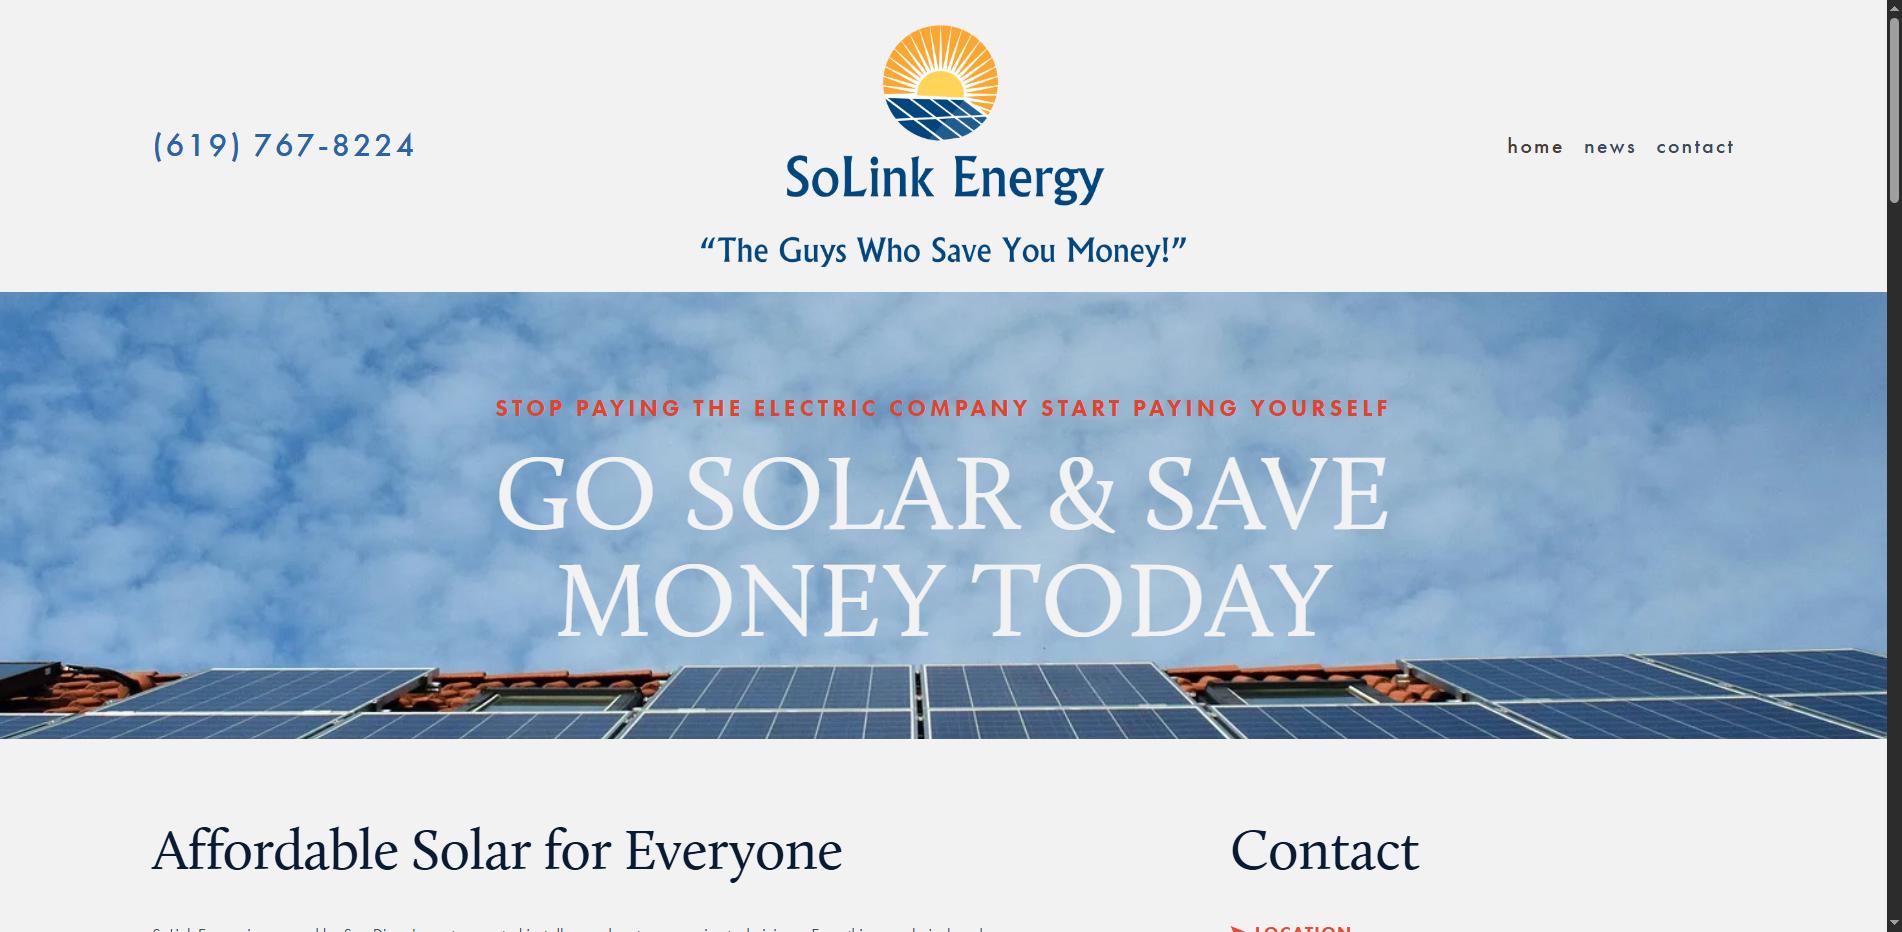 (619) 767-8224
SoLink Energy
“The Guys Who Save You Money!”
home news contact
STOP PAYING THE ELECTRIC COMPANY START PAYING YOURSELF
GO SOLAR & SAVE
MONEY TODAY
Affordable Solar for Everyone
Contact
LOCATION